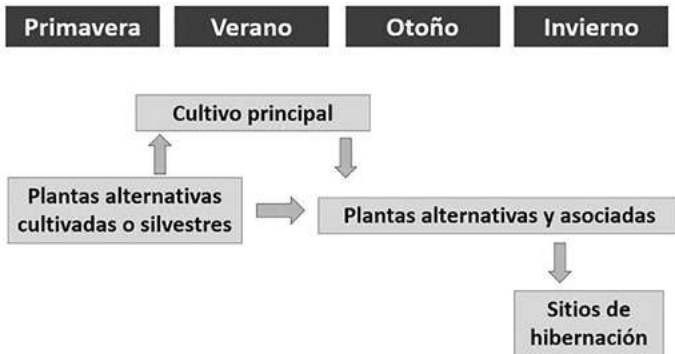 Primavera
Verano
Otoño
Invierno
Cultivo principal
Plantas alternativas
cultivadas o silvestres
Plantas alternativas y asociadas
Sitios de
hibernación